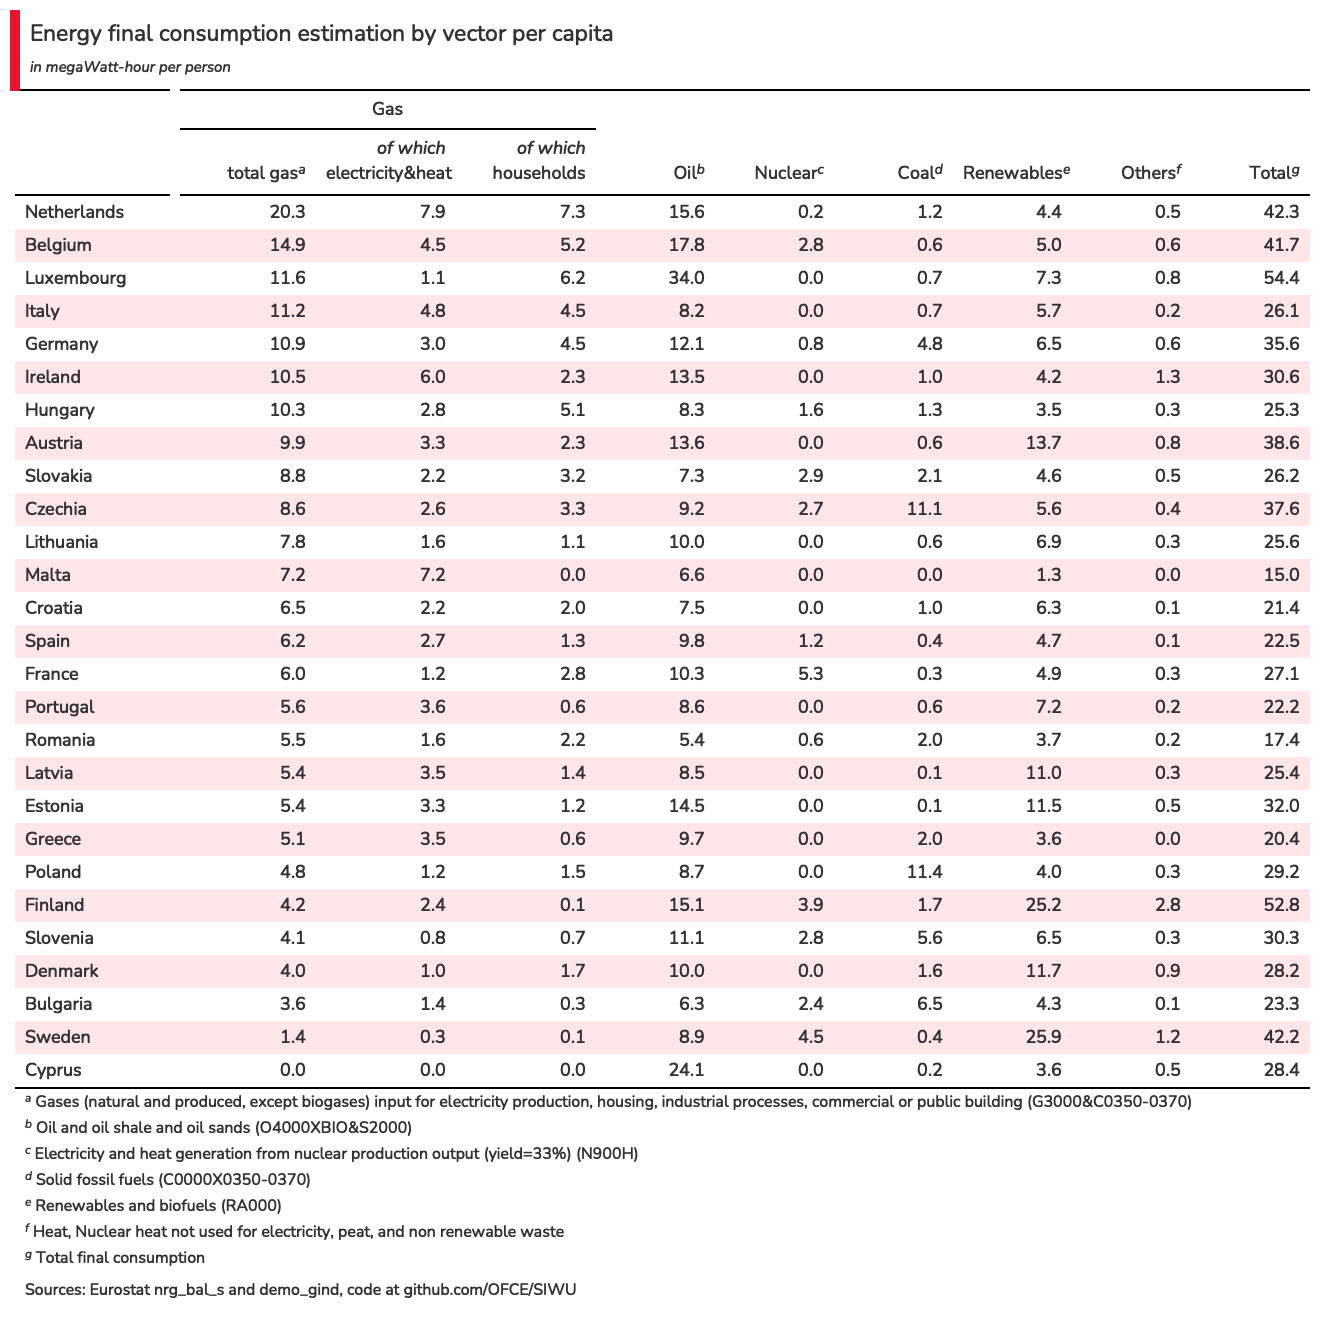 Energy final consumption estimation by vector per capita
in megaWatt-hour per person
Gas
total gasᵃ of which electricity&heat of which households Oilᵇ Nuclearᶜ Coalᵈ Renewablesᵉ Othersᶠ Totalᵍ
Netherlands 20.3 7.9 7.3 15.6 0.2 1.2 4.4 0.5 42.3
Belgium 14.9 4.5 5.2 17.8 2.8 0.6 5.0 0.6 41.7
Luxembourg 11.6 1.1 6.2 34.0 0.0 0.7 7.3 0.8 54.4
Italy 11.2 4.8 4.5 8.2 0.0 0.7 5.7 0.2 26.1
Germany 10.9 3.0 4.5 12.1 0.8 4.8 6.5 0.6 35.6
Ireland 10.5 6.0 2.3 13.5 0.0 1.0 4.2 1.3 30.6
Hungary 10.3 2.8 5.1 8.3 1.6 1.3 3.5 0.3 25.3
Austria 9.9 3.3 2.3 13.6 0.0 0.6 13.7 0.8 38.6
Slovakia 8.8 2.2 3.2 7.3 2.9 2.1 4.6 0.5 26.2
Czechia 8.6 2.6 3.3 9.2 2.7 11.1 5.6 0.4 37.6
Lithuania 7.8 1.6 1.1 10.0 0.0 0.6 6.9 0.3 25.6
Malta 7.2 7.2 0.0 6.6 0.0 0.0 1.3 0.0 15.0
Croatia 6.5 2.2 2.0 7.5 0.0 1.0 6.3 0.1 21.4
Spain 6.2 2.7 1.3 9.8 1.2 0.4 4.7 0.1 22.5
France 6.0 1.2 2.8 10.3 5.3 0.3 4.9 0.3 27.1
Portugal 5.6 3.6 0.6 8.6 0.0 0.6 7.2 0.2 22.2
Romania 5.5 1.6 2.2 5.4 0.6 2.0 3.7 0.2 17.4
Latvia 5.4 3.5 1.4 8.5 0.0 0.1 11.0 0.3 25.4
Estonia 5.4 3.3 1.2 14.5 0.0 0.1 11.5 0.5 32.0
Greece 5.1 3.5 0.6 9.7 0.0 2.0 3.6 0.0 20.4
Poland 4.8 1.2 1.5 8.7 0.0 11.4 4.0 0.3 29.2
Finland 4.2 2.4 0.1 15.1 3.9 1.7 25.2 2.8 52.8
Slovenia 4.1 0.8 0.7 11.1 2.8 5.6 6.5 0.3 30.3
Denmark 4.0 1.0 1.7 10.0 0.0 1.6 11.7 0.9 28.2
Bulgaria 3.6 1.4 0.3 6.3 2.4 6.5 4.3 0.1 23.3
Sweden 1.4 0.3 0.1 8.9 4.5 0.4 25.9 1.2 42.2
Cyprus 0.0 0.0 0.0 24.1 0.0 0.2 3.6 0.5 28.4
ᵃ Gases (natural and produced, except biogases) input for electricity production, housing, industrial processes, commercial or public building (G3000&C0350-0370)
ᵇ Oil and oil shale and oil sands (O4000XBIO&S2000)
ᶜ Electricity and heat generation from nuclear production output (yield=33%) (N900H)
ᵈ Solid fossil fuels (C0000X0350-0370)
ᵉ Renewables and biofuels (RA000)
ᶠ Heat, Nuclear heat not used for electricity, peat, and non renewable waste
ᵍ Total final consumption
Sources: Eurostat nrg_bal_s and demo_gind, code at github.com/OFCE/SIWU